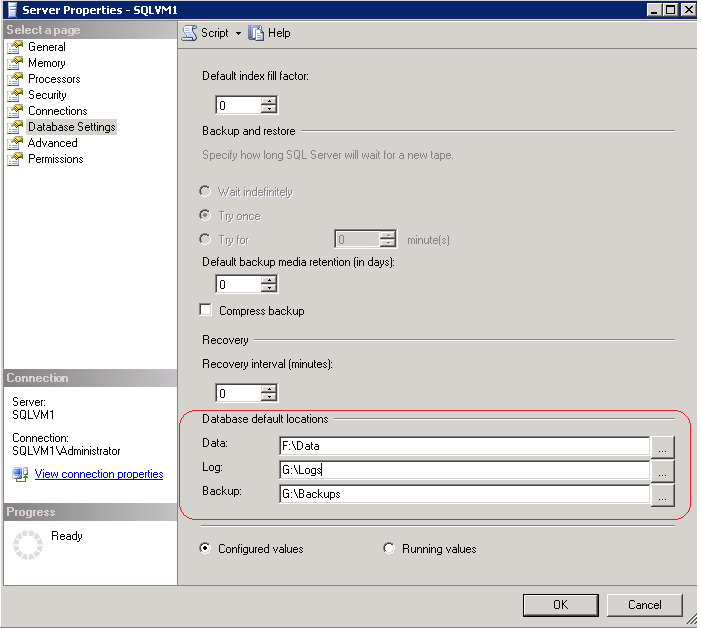 Server Properties - SQLVM1
Select a page
General
Memory
Processors
Security
Connections
Database Settings
Advanced
Permissions
Connection
Server:
SQLVM1
Connection:
SQLVM1\Administrator
View connection properties
Progress
Ready
Script Help
Default index fill factor:
0
Backup and restore
Specify how long SQL Server will wait for a new tape.
Wait indefinitely
Try once
Try for 0 minute(s)
Default backup media retention (in days):
0
Compress backup
Recovery
Recovery interval (minutes):
0
Database default locations
Data: F:\Data ...
Log: G:\Logs ...
Backup: G:\Backups ...
Configured values Running values
OK Cancel